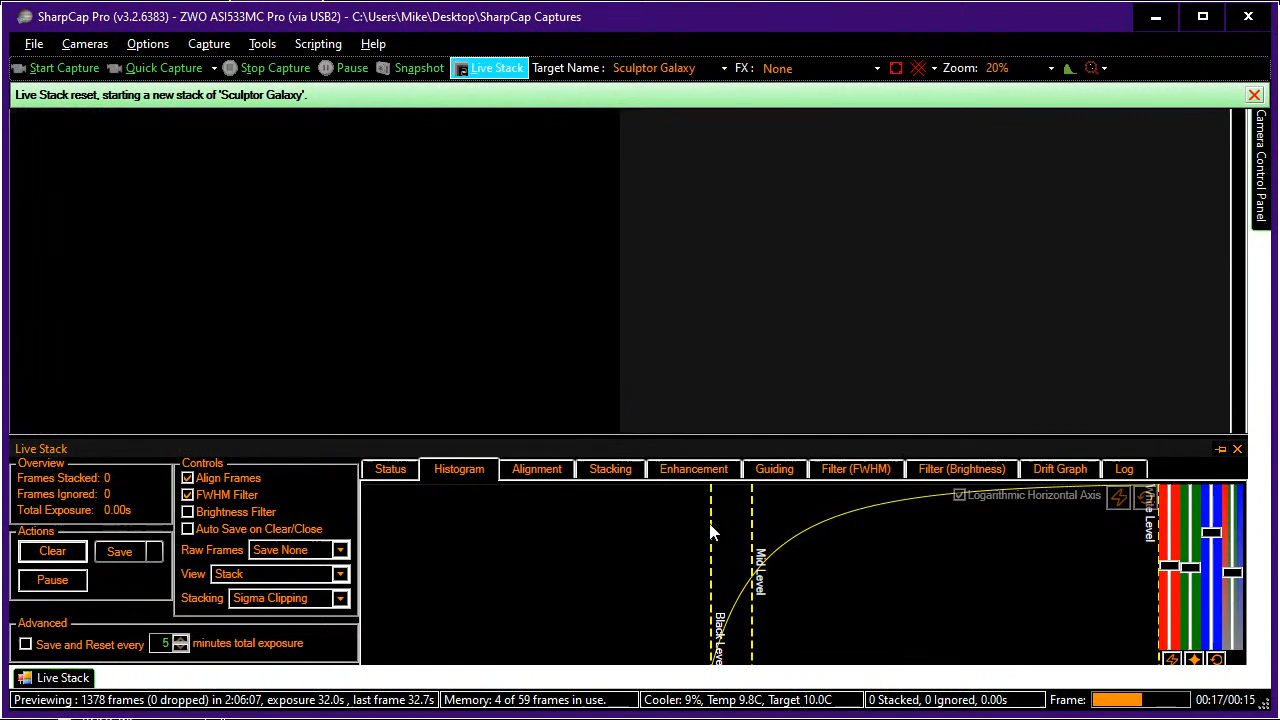 SharpCap Pro (v3.2.6383) - ZWO ASI533MC Pro (via USB2) - C:\Users\Mike\Desktop\SharpCap Captures
File Cameras Options Capture Tools Scripting Help
Start Capture Quick Capture Stop Capture Pause Snapshot Live Stack Target Name : Sculptor Galaxy FX : None Zoom: 20%
Live Stack reset, starting a new stack of 'Sculptor Galaxy'.
Camera Control Panel
Live Stack
Overview
Frames Stacked: 0
Frames Ignored: 0
Total Exposure: 0.00s
Actions
Clear Save
Pause
Controls
Align Frames
FWHM Filter
Brightness Filter
Auto Save on Clear/Close
Raw Frames Save None
View Stack
Stacking Sigma Clipping
Advanced
Save and Reset every 5 minutes total exposure
Status Histogram Alignment Stacking Enhancement Guiding Filter (FWHM) Filter (Brightness) Drift Graph Log
Logarithmic Horizontal Axis
Black Leve
Mid Level
White Level
Live Stack
Previewing : 1378 frames (0 dropped) in 2:06:07, exposure 32.0s , last frame 32.7s Memory: 4 of 59 frames in use. Cooler: 9%, Temp 9.8C, Target 10.0C 0 Stacked, 0 Ignored, 0.00s Frame: 00:17/00:15